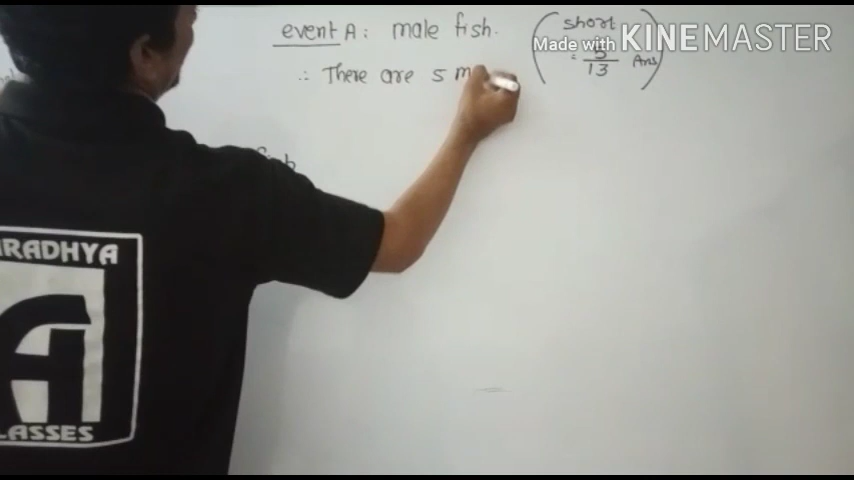 event A: male fish.
∴ There are 5 m
short
= 5/13 Ans
Made with KINEMASTER
RADHYA
A
LASSES